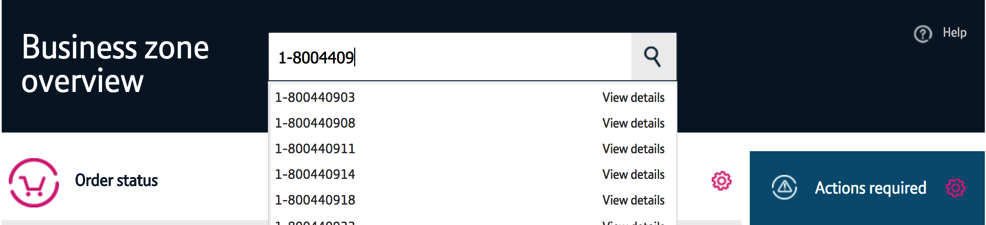 Business zone
overview
1-8004409
Help
1-800440903 View details
1-800440908 View details
1-800440911 View details
1-800440914 View details
1-800440918 View details
Order status
Actions required